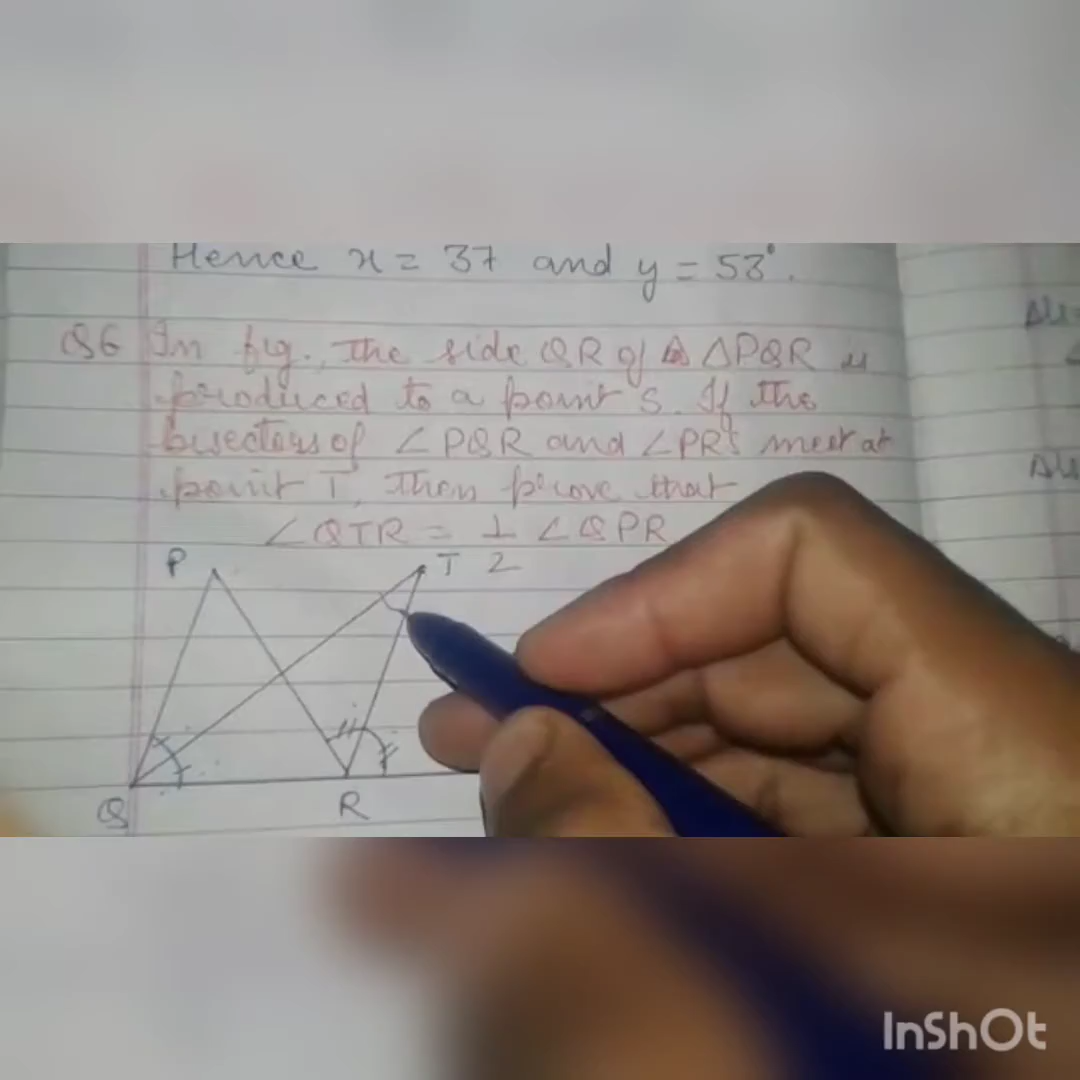 Hence x = 37 and y = 53°.
Q6 In fig., the side QR of ∆PQR is
produced to a point S. If the
bisectors of ∠PQR and ∠PRS meet at
point T, then prove that
∠QTR = 1/2 ∠QPR
P
T
Q
R
InShOt